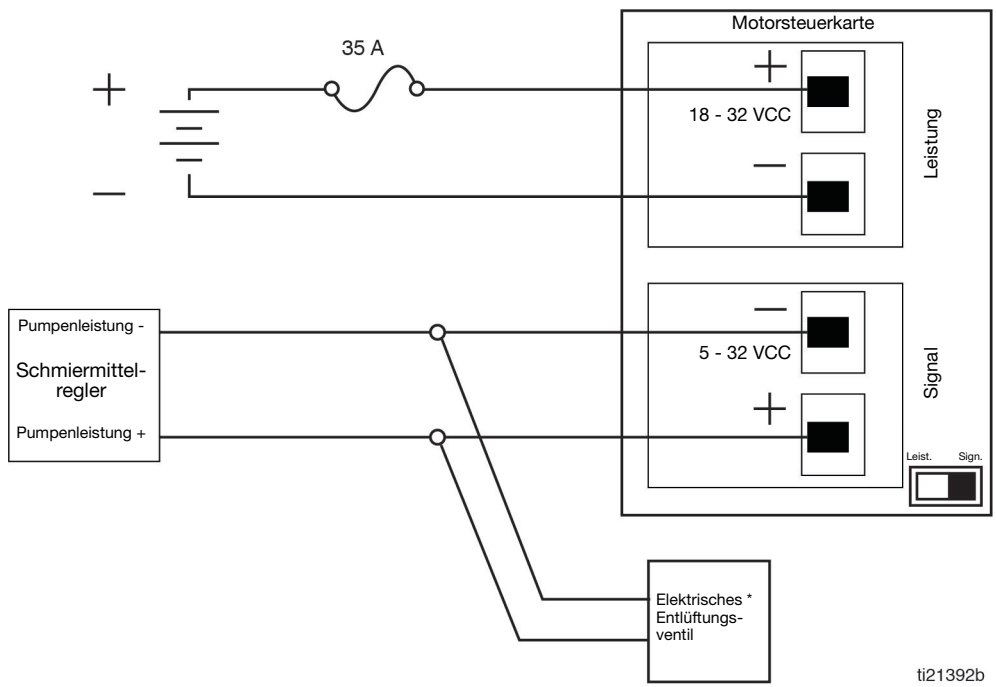 Motorsteuerkarte
35 A
+
+
18 - 32 VCC
Leistung
—
—
Pumpenleistung -
Schmiermittel-
regler
Pumpenleistung +
—
5 - 32 VCC
Signal
+
Leist. Sign.
Elektrisches *
Entlüftungs-
ventil
ti21392b